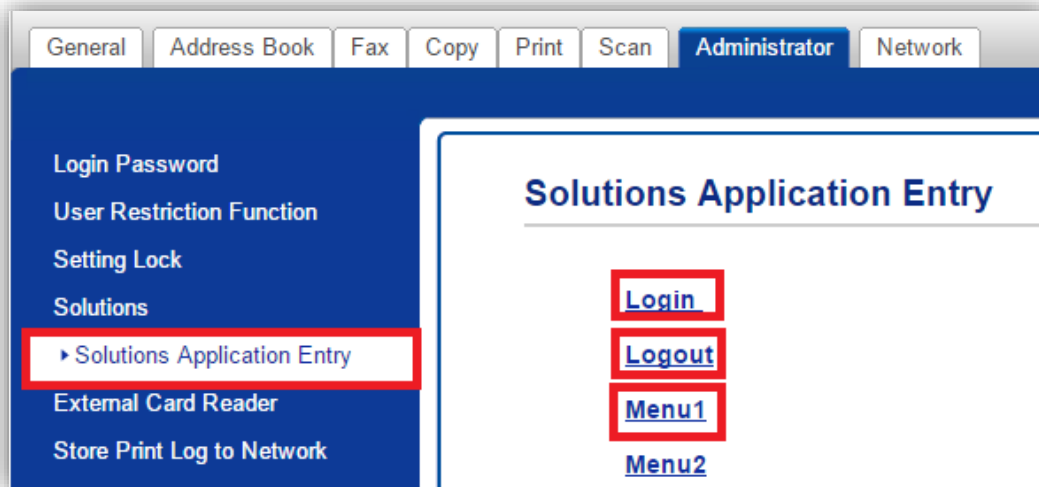 General Address Book Fax Copy Print Scan Administrator Network
Login Password
User Restriction Function
Setting Lock
Solutions
Solutions Application Entry
External Card Reader
Store Print Log to Network
Solutions Application Entry
Login
Logout
Menu1
Menu2